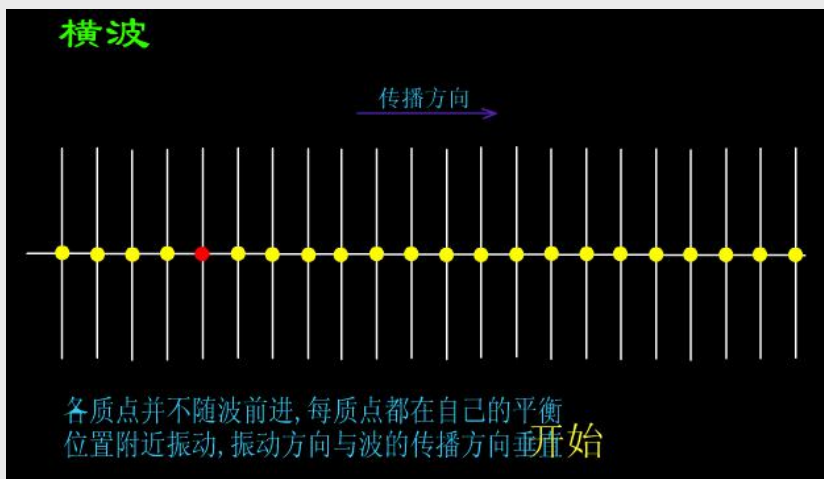 横波
传播方向
各质点并不随波前进,每质点都在自己的平衡
位置附近振动,振动方向与波的传播方向垂直
开始